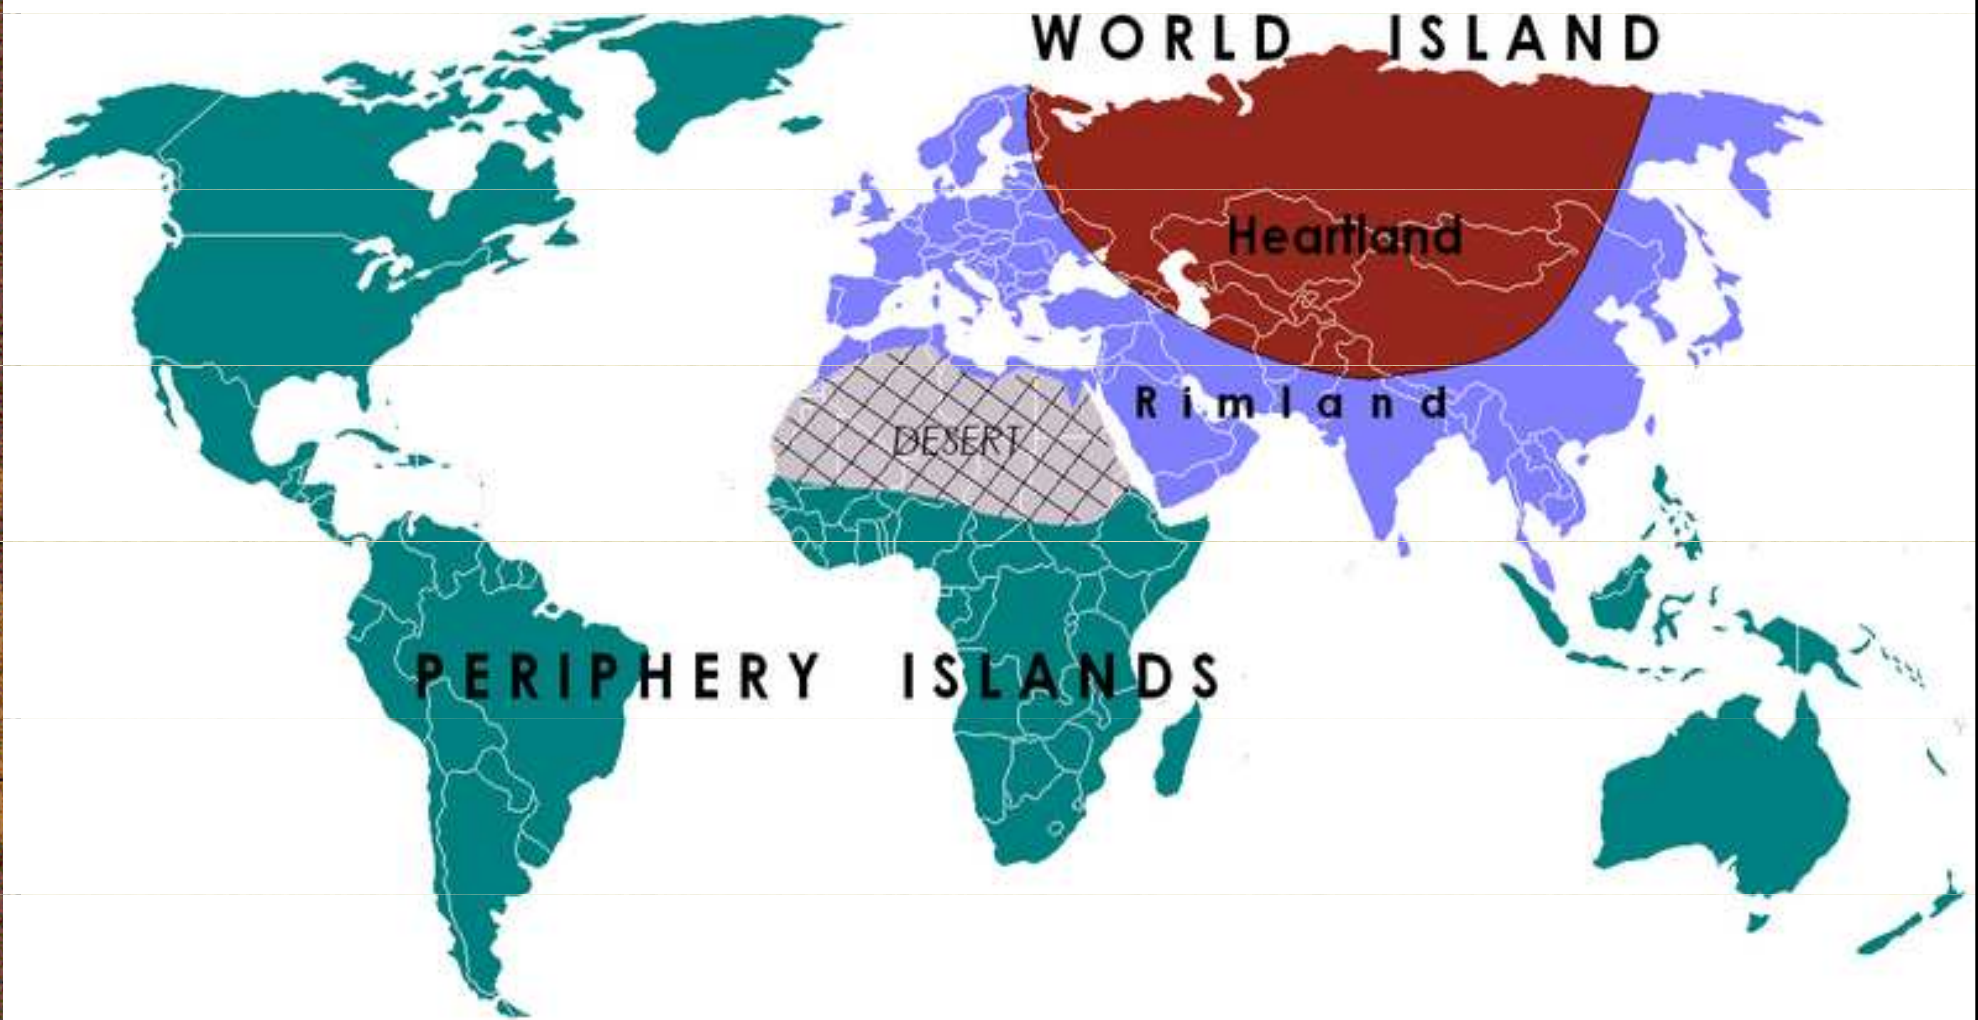 WORLD ISLAND
Heartland
Rimland
DESERT
PERIPHERY ISLANDS